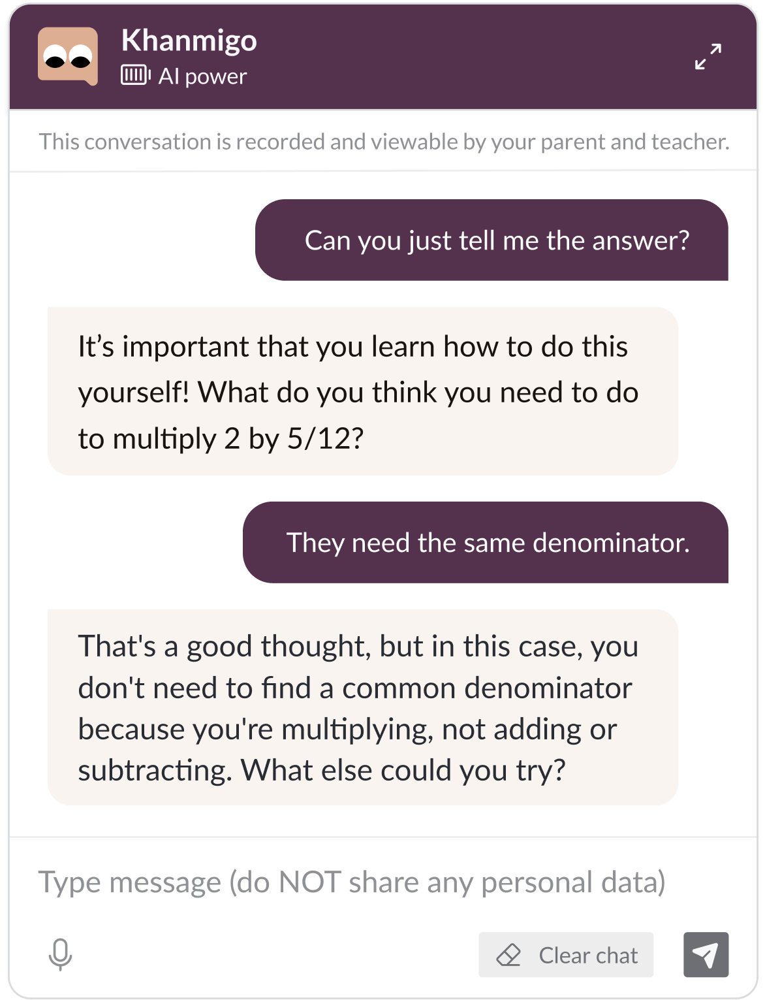 Khanmigo
AI power
This conversation is recorded and viewable by your parent and teacher.
Can you just tell me the answer?
It’s important that you learn how to do this
yourself! What do you think you need to do
to multiply 2 by 5/12?
They need the same denominator.
That's a good thought, but in this case, you
don't need to find a common denominator
because you're multiplying, not adding or
subtracting. What else could you try?
Type message (do NOT share any personal data)
Clear chat